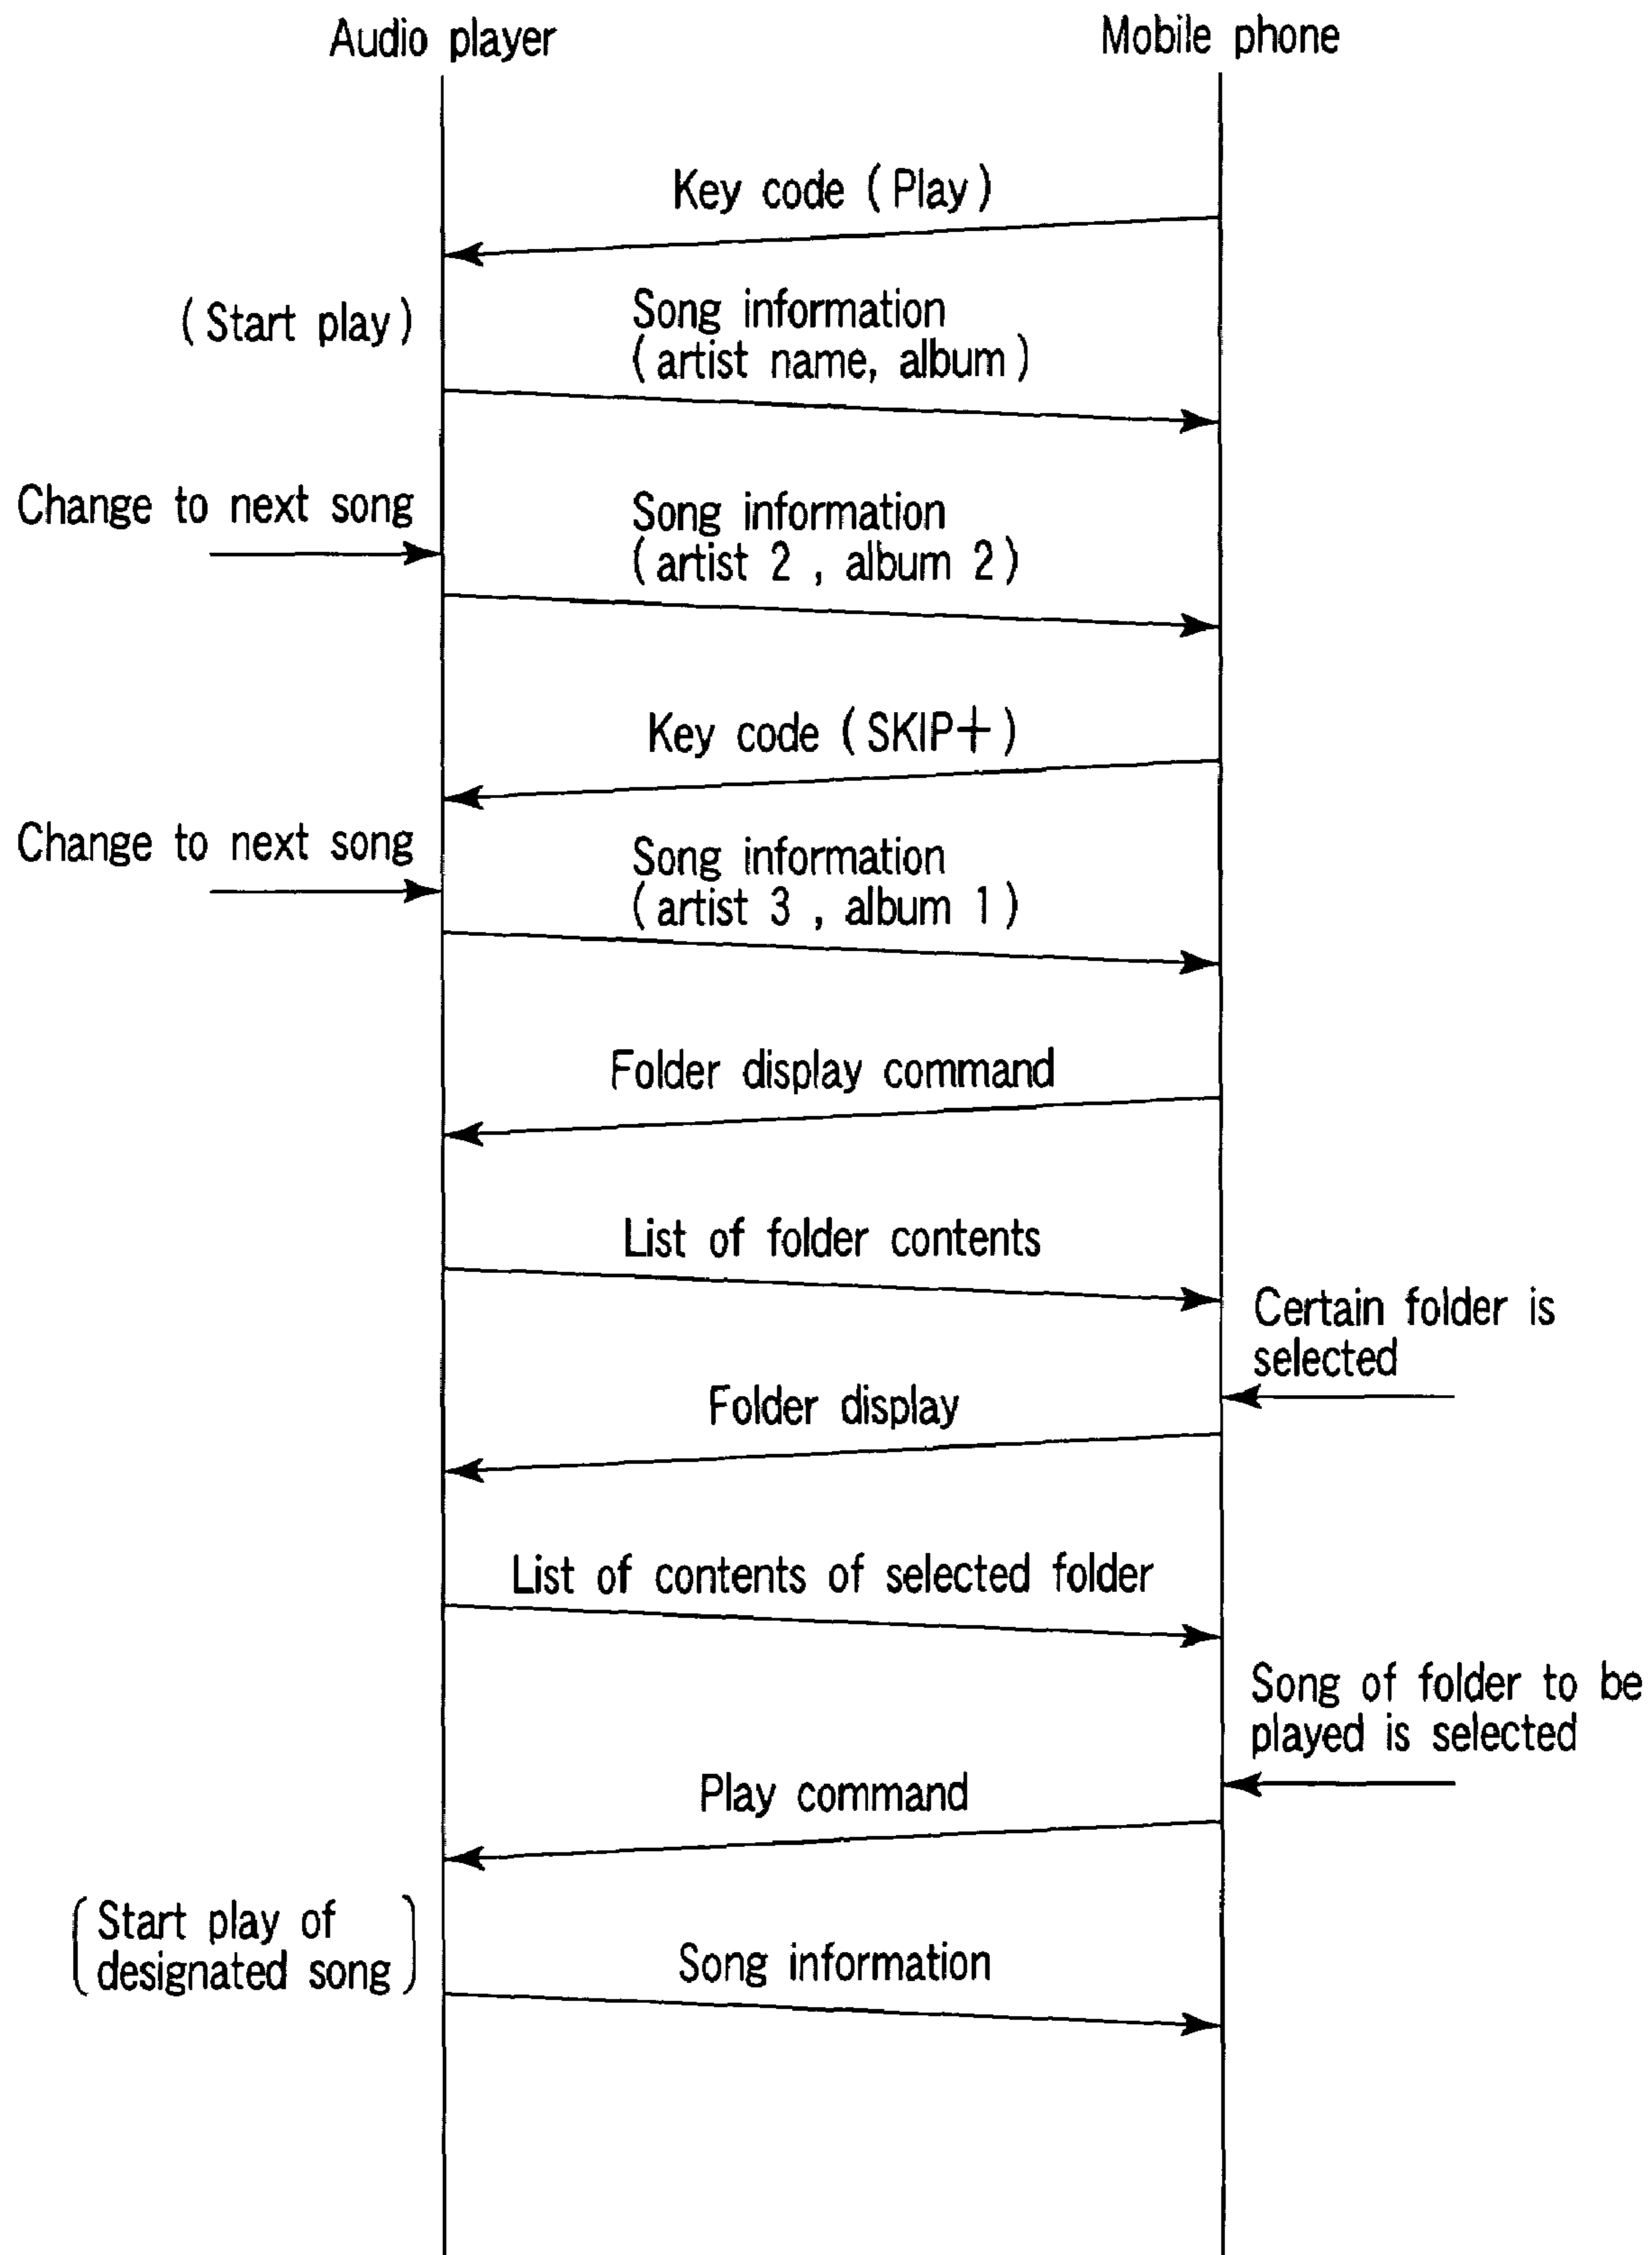 Audio player
Mobile phone
Key code (Play)
(Start play)
Song information
(artist name, album)
Change to next song
Song information
(artist 2 , album 2)
Key code (SKIP+)
Change to next song
Song information
(artist 3 , album 1)
Folder display command
List of folder contents
Certain folder is
selected
Folder display
List of contents of selected folder
Song of folder to be
played is selected
Play command
(Start play of
designated song)
Song information